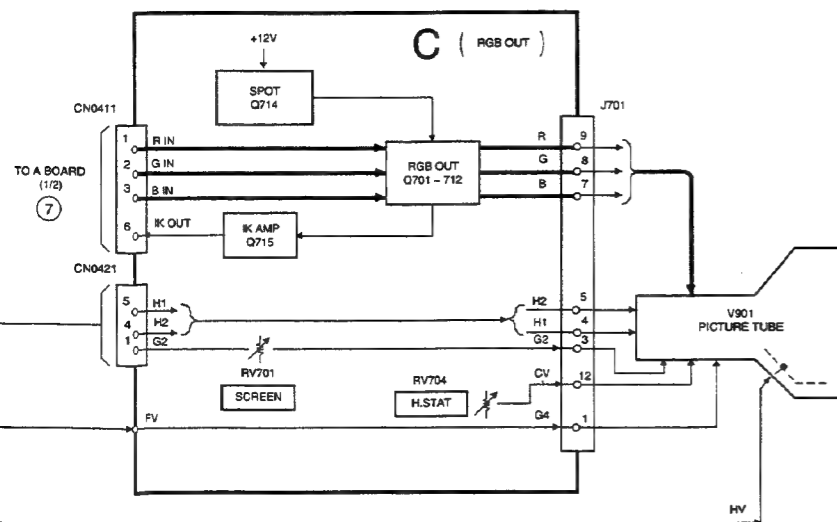 C ( RGB OUT )
+12V
SPOT
Q714
CN0411
J701
1 R IN
2 G IN
3 B IN
6 IK OUT
TO A BOARD
(1/2)
7
RGB OUT
Q701 – 712
IK AMP
Q715
R 9
G 8
B 7
CN0421
5 H1
4 H2
1 G2
H2 5
H1 4
G2 3
V901
PICTURE TUBE
RV701
SCREEN
RV704
H.STAT
CV 12
FV
G4 1
HV